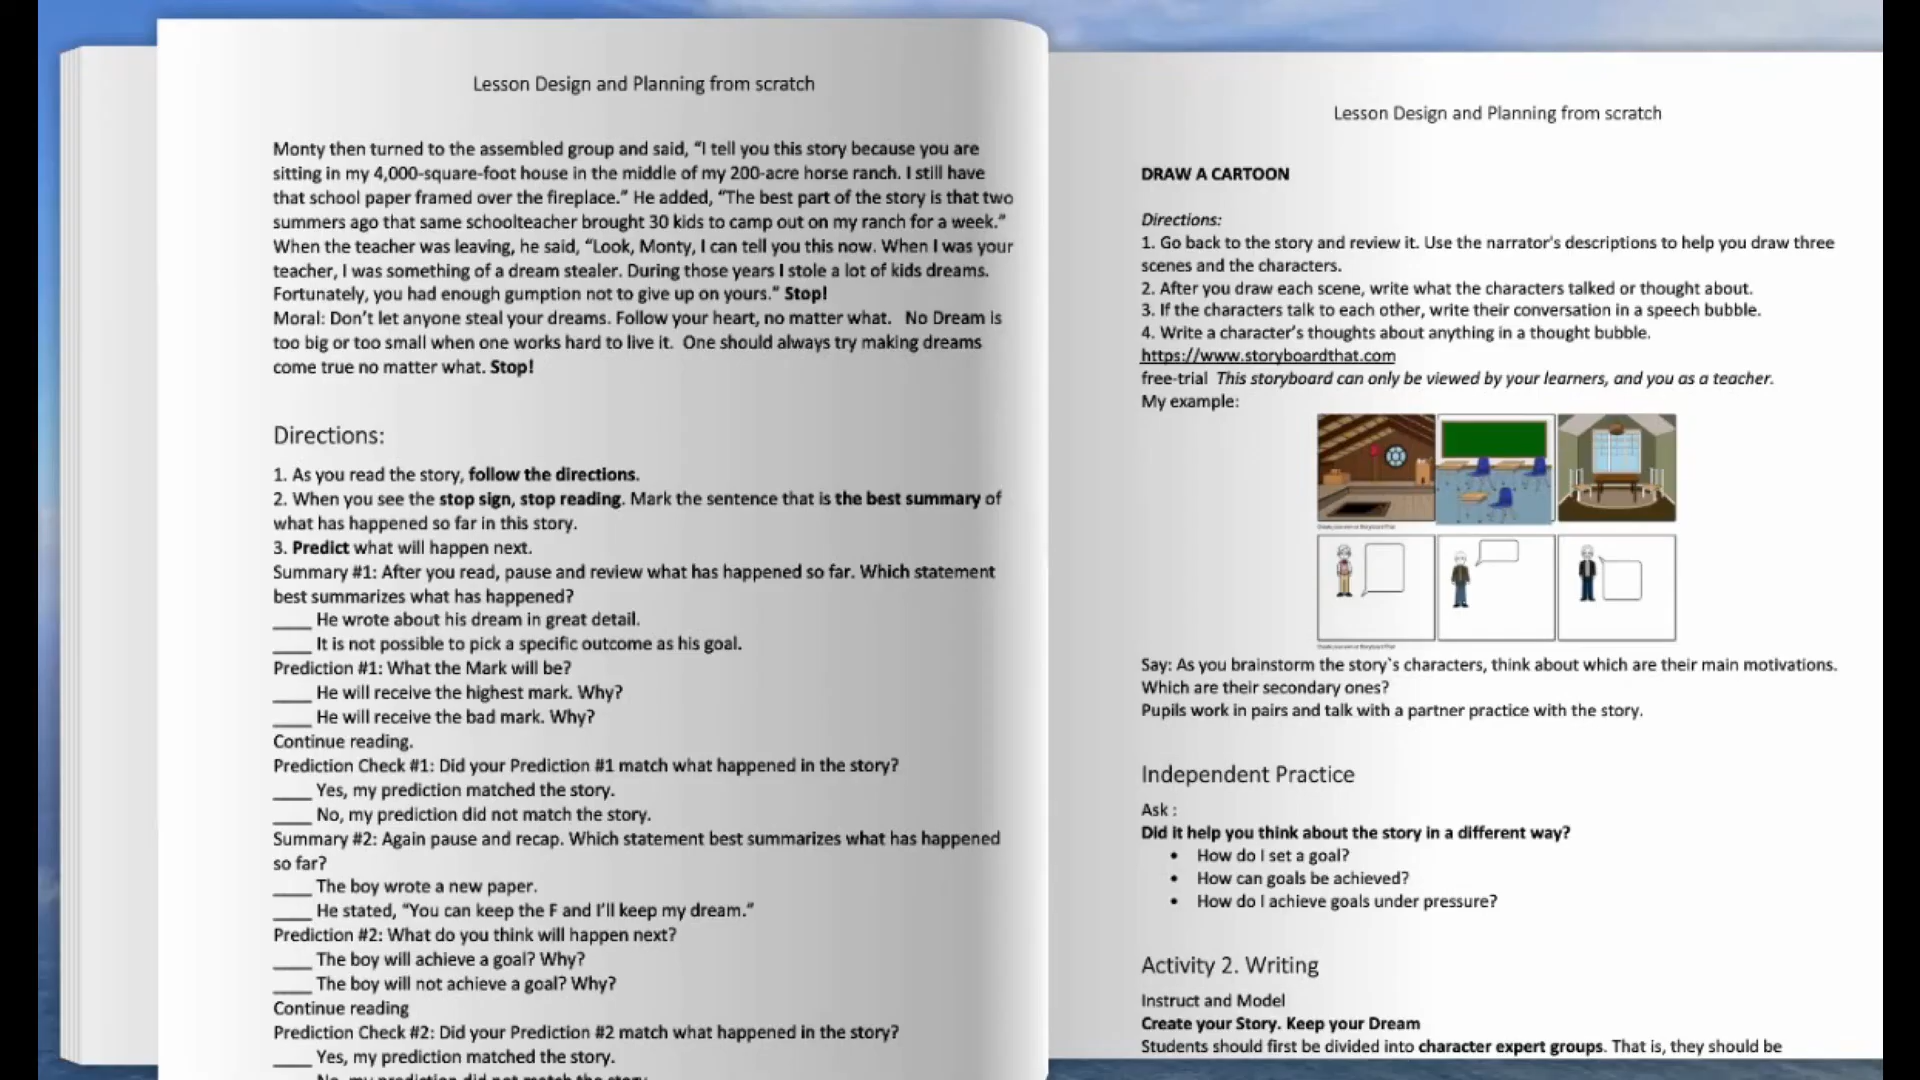 Lesson Design and Planning from scratch
Monty then turned to the assembled group and said, “I tell you this story because you are
sitting in my 4,000-square-foot house in the middle of my 200-acre horse ranch. I still have
that school paper framed over the fireplace.” He added, “The best part of the story is that two
summers ago that same schoolteacher brought 30 kids to camp out on my ranch for a week.”
When the teacher was leaving, he said, “Look, Monty, I can tell you this now. When I was your
teacher, I was something of a dream stealer. During those years I stole a lot of kids dreams.
Fortunately, you had enough gumption not to give up on yours.” Stop!
Moral: Don’t let anyone steal your dreams. Follow your heart, no matter what. No Dream is
too big or too small when one works hard to live it. One should always try making dreams
come true no matter what. Stop!
Directions:
1. As you read the story, follow the directions.
2. When you see the stop sign, stop reading. Mark the sentence that is the best summary of
what has happened so far in this story.
3. Predict what will happen next.
Summary #1: After you read, pause and review what has happened so far. Which statement
best summarizes what has happened?
____ He wrote about his dream in great detail.
____ It is not possible to pick a specific outcome as his goal.
Prediction #1: What the Mark will be?
____ He will receive the highest mark. Why?
____ He will receive the bad mark. Why?
Continue reading.
Prediction Check #1: Did your Prediction #1 match what happened in the story?
____ Yes, my prediction matched the story.
____ No, my prediction did not match the story.
Summary #2: Again pause and recap. Which statement best summarizes what has happened
so far?
____ The boy wrote a new paper.
____ He stated, “You can keep the F and I’ll keep my dream.”
Prediction #2: What do you think will happen next?
____ The boy will achieve a goal? Why?
____ The boy will not achieve a goal? Why?
Continue reading
Prediction Check #2: Did your Prediction #2 match what happened in the story?
____ Yes, my prediction matched the story.
No, my prediction did not match the story.
Lesson Design and Planning from scratch
DRAW A CARTOON
Directions:
1. Go back to the story and review it. Use the narrator's descriptions to help you draw three
scenes and the characters.
2. After you draw each scene, write what the characters talked or thought about.
3. If the characters talk to each other, write their conversation in a speech bubble.
4. Write a character’s thoughts about anything in a thought bubble.
https://www.storyboardthat.com
free-trial This storyboard can only be viewed by your learners, and you as a teacher.
My example:
Say: As you brainstorm the story`s characters, think about which are their main motivations.
Which are their secondary ones?
Pupils work in pairs and talk with a partner practice with the story.
Independent Practice
Ask :
Did it help you think about the story in a different way?
• How do I set a goal?
• How can goals be achieved?
• How do I achieve goals under pressure?
Activity 2. Writing
Instruct and Model
Create your Story. Keep your Dream
Students should first be divided into character expert groups. That is, they should be